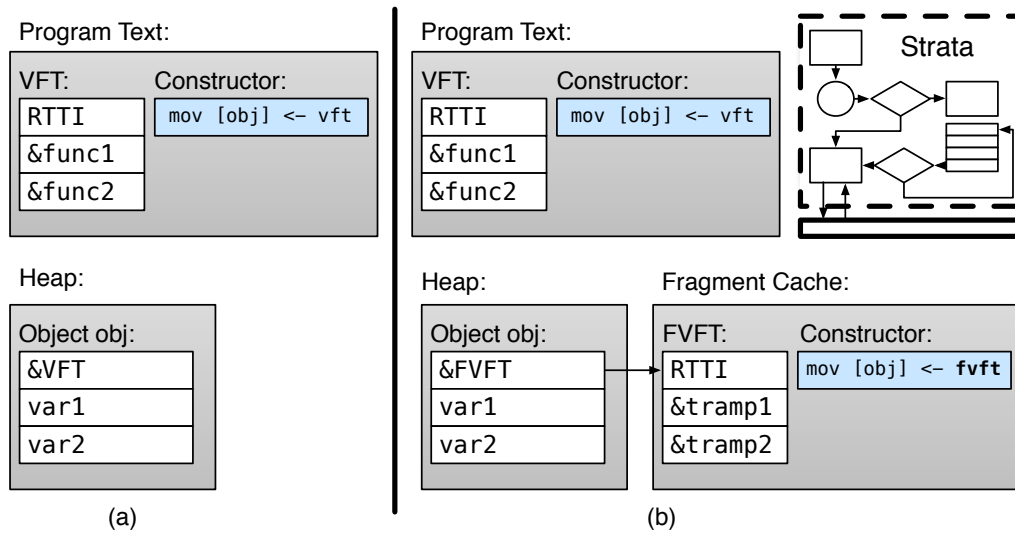 Program Text:
VFT:
Constructor:
RTTI
mov [obj] <– vft
&func1
&func2
Heap:
Object obj:
&VFT
var1
var2
(a)
Program Text:
VFT:
Constructor:
RTTI
mov [obj] <– vft
&func1
&func2
Strata
Heap:
Object obj:
&FVFT
var1
var2
Fragment Cache:
FVFT:
Constructor:
RTTI
mov [obj] <– fvft
&tramp1
&tramp2
(b)